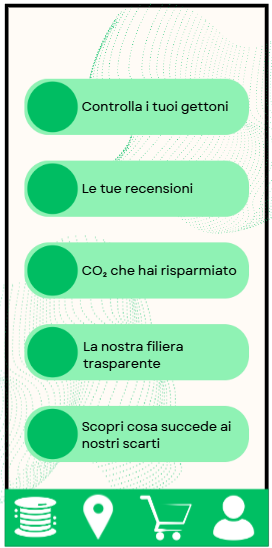 Controlla i tuoi gettoni
Le tue recensioni
CO₂ che hai risparmiato
La nostra filiera
trasparente
Scopri cosa succede ai
nostri scarti